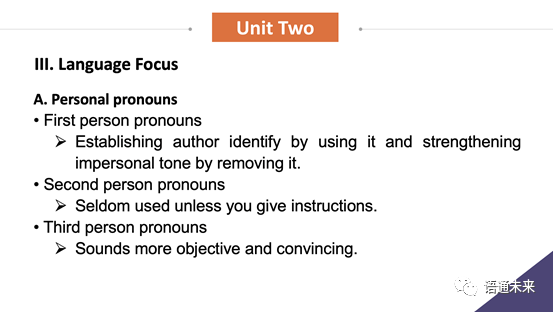 Unit Two
III. Language Focus
A. Personal pronouns
• First person pronouns
➢ Establishing author identify by using it and strengthening
impersonal tone by removing it.
• Second person pronouns
➢ Seldom used unless you give instructions.
• Third person pronouns
➢ Sounds more objective and convincing.
语通未来